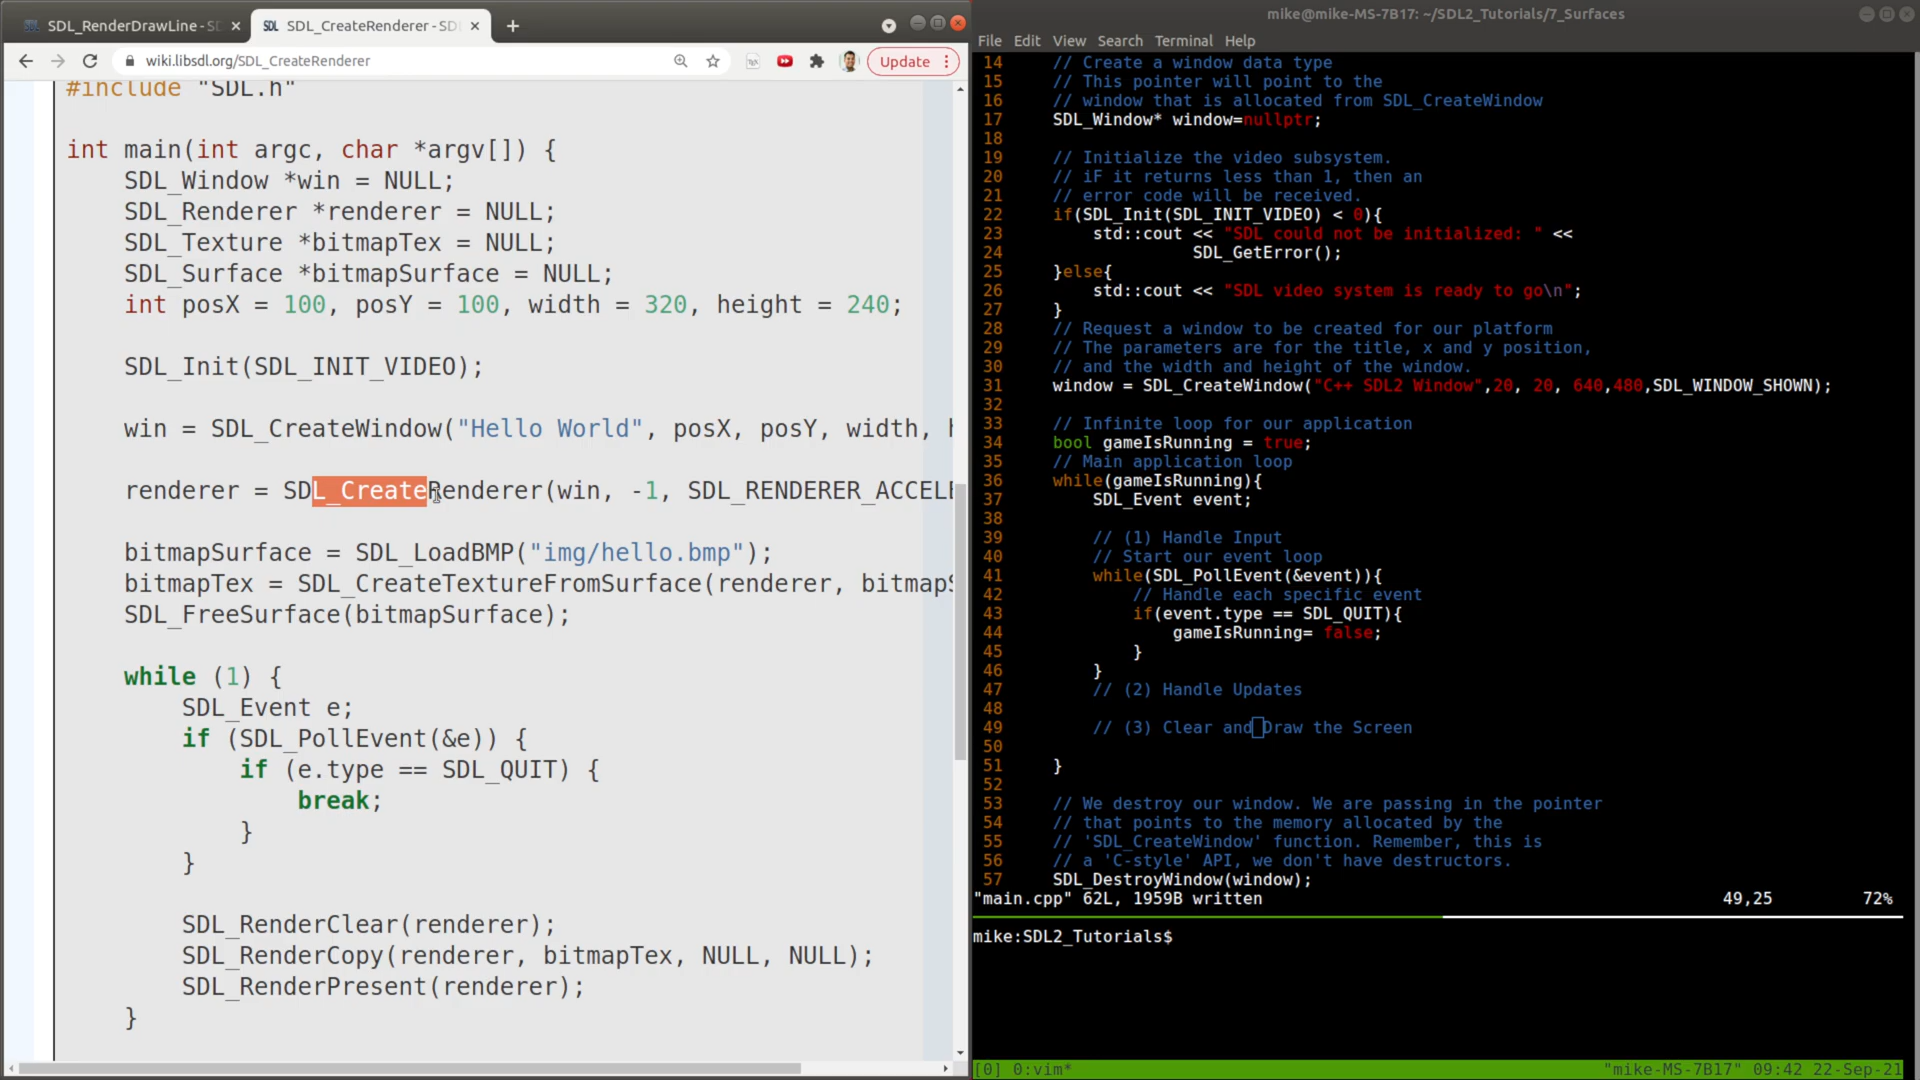 SDL_RenderDrawLine - S
SDL_CreateRenderer - SDL
wiki.libsdl.org/SDL_CreateRenderer
Update
#include "SDL.h"
int main(int argc, char *argv[]) {
SDL_Window *win = NULL;
SDL_Renderer *renderer = NULL;
SDL_Texture *bitmapTex = NULL;
SDL_Surface *bitmapSurface = NULL;
int posX = 100, posY = 100, width = 320, height = 240;
SDL_Init(SDL_INIT_VIDEO);
win = SDL_CreateWindow("Hello World", posX, posY, width, h
renderer = SDL_CreateRenderer(win, -1, SDL_RENDERER_ACCELE
bitmapSurface = SDL_LoadBMP("img/hello.bmp");
bitmapTex = SDL_CreateTextureFromSurface(renderer, bitmapS
SDL_FreeSurface(bitmapSurface);
while (1) {
SDL_Event e;
if (SDL_PollEvent(&e)) {
if (e.type == SDL_QUIT) {
break;
}
}
SDL_RenderClear(renderer);
SDL_RenderCopy(renderer, bitmapTex, NULL, NULL);
SDL_RenderPresent(renderer);
}
mike@mike-MS-7B17: ~/SDL2_Tutorials/7_Surfaces
File Edit View Search Terminal Help
14 // Create a window data type
15 // This pointer will point to the
16 // window that is allocated from SDL_CreateWindow
17 SDL_Window* window=nullptr;
18
19 // Initialize the video subsystem.
20 // iF it returns less than 1, then an
21 // error code will be received.
22 if(SDL_Init(SDL_INIT_VIDEO) < 0){
23 std::cout << "SDL could not be initialized: " <<
24 SDL_GetError();
25 }else{
26 std::cout << "SDL video system is ready to go\n";
27 }
28 // Request a window to be created for our platform
29 // The parameters are for the title, x and y position,
30 // and the width and height of the window.
31 window = SDL_CreateWindow("C++ SDL2 Window",20, 20, 640,480,SDL_WINDOW_SHOWN);
32
33 // Infinite loop for our application
34 bool gameIsRunning = true;
35 // Main application loop
36 while(gameIsRunning){
37 SDL_Event event;
38
39 // (1) Handle Input
40 // Start our event loop
41 while(SDL_PollEvent(&event)){
42 // Handle each specific event
43 if(event.type == SDL_QUIT){
44 gameIsRunning= false;
45 }
46 }
47 // (2) Handle Updates
48
49 // (3) Clear and Draw the Screen
50
51 }
52
53 // We destroy our window. We are passing in the pointer
54 // that points to the memory allocated by the
55 // 'SDL_CreateWindow' function. Remember, this is
56 // a 'C-style' API, we don't have destructors.
57 SDL_DestroyWindow(window);
"main.cpp" 62L, 1959B written 49,25 72%
mike:SDL2_Tutorials$
[0] 0:vim* "mike-MS-7B17" 09:42 22-Sep-21